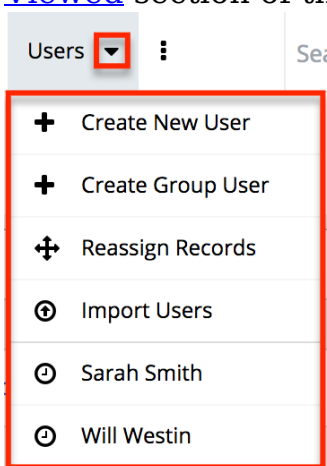 Viewed section of th
Users
Sea
Create New User
Create Group User
Reassign Records
Import Users
Sarah Smith
Will Westin